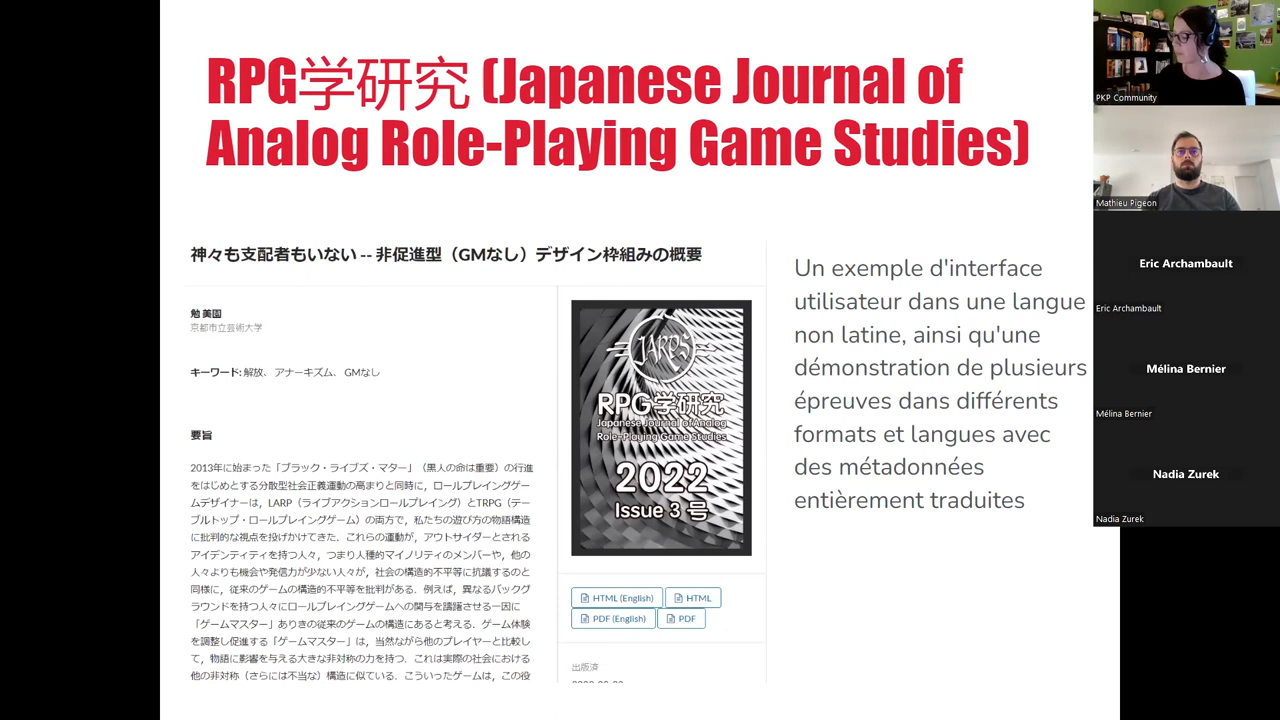 RPG学研究 (Japanese Journal of
Analog Role-Playing Game Studies)
神々も支配者もいない -- 非促進型（GMなし）デザイン枠組みの概要
勉 美園
京都市立芸術大学
キーワード: 解放、 アナーキズム、 GMなし
要旨
2013年に始まった「ブラック・ライブズ・マター」（黒人の命は重要）の行進
をはじめとする分散型社会正義運動の高まりと同時に，ロールプレイングゲー
ムデザイナーは，LARP（ライブアクションロールプレイング）とTRPG（テー
ブルトップ・ロールプレイングゲーム）の両方で，私たちの遊び方の物語構造
に批判的な視点を投げかけてきた．これらの運動が，アウトサイダーとされる
アイデンティティを持つ人々，つまり人種的マイノリティのメンバーや，他の
人々よりも機会や発信力が少ない人々が，社会の構造的不平等に抗議するのと
同様に，従来のゲームの構造的不平等を批判がある．例えば，異なるバックグ
ラウンドを持つ人々にロールプレイングゲームへの関与を躊躇させる一因に
「ゲームマスター」ありきの従来のゲームの構造にあると考える．ゲーム体験
を調整し促進する「ゲームマスター」は，当然ながら他のプレイヤーと比較し
て，物語に影響を与える大きな非対称の力を持つ．これは実際の社会における
他の非対称（さらには不当な）構造に似ている．こういったゲームは，この役
JARPS
RPG学研究
Japanese Journal of Analog
Role-Playing Game Studies
2022
Issue 3 号
HTML (English)
HTML
PDF (English)
PDF
出版済
Un exemple d'interface
utilisateur dans une langue
non latine, ainsi qu'une
démonstration de plusieurs
épreuves dans différents
formats et langues avec
des métadonnées
entièrement traduites
PKP Community
Mathieu Pigeon
Eric Archambault
Eric Archambault
Mélina Bernier
Mélina Bernier
Nadia Zurek
Nadia Zurek